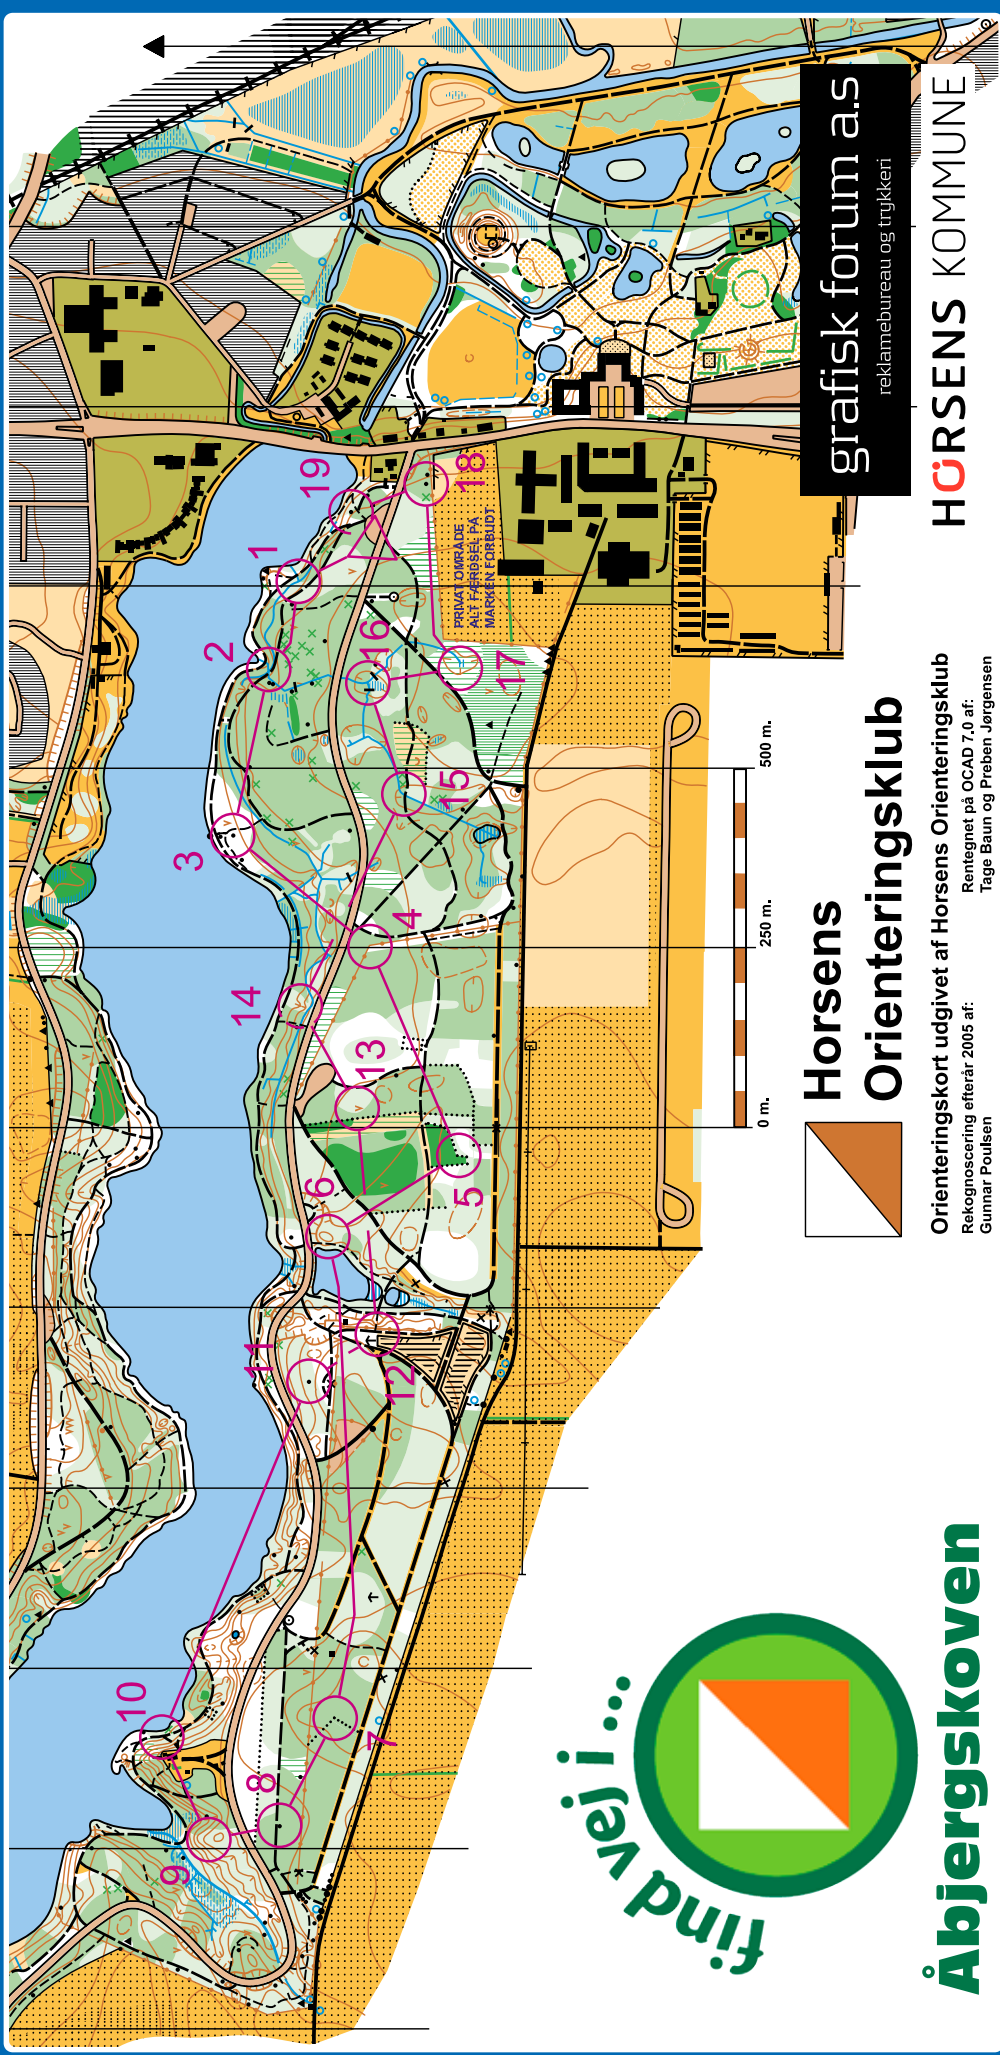 grafisk forum a.s
reklamebureau og trykkeri
HORSENS KOMMUNE
PRIVAT OMRÅDE
ALT FÆRDSEL PÅ
MARKEN FORBUDT.
1
2
3
4
5
6
7
8
9
10
11
12
13
14
15
16
17
18
19
0 m.
250 m.
500 m.
Horsens
Orienteringsklub
Orienteringskort udgivet af Horsens Orienteringsklub
Rekognoscering efterår 2005 af:
Gunnar Poulsen
Rentegnet på OCAD 7.0 af:
Tage Baun og Preben Jørgensen
find vej i...
Åbjergskoven